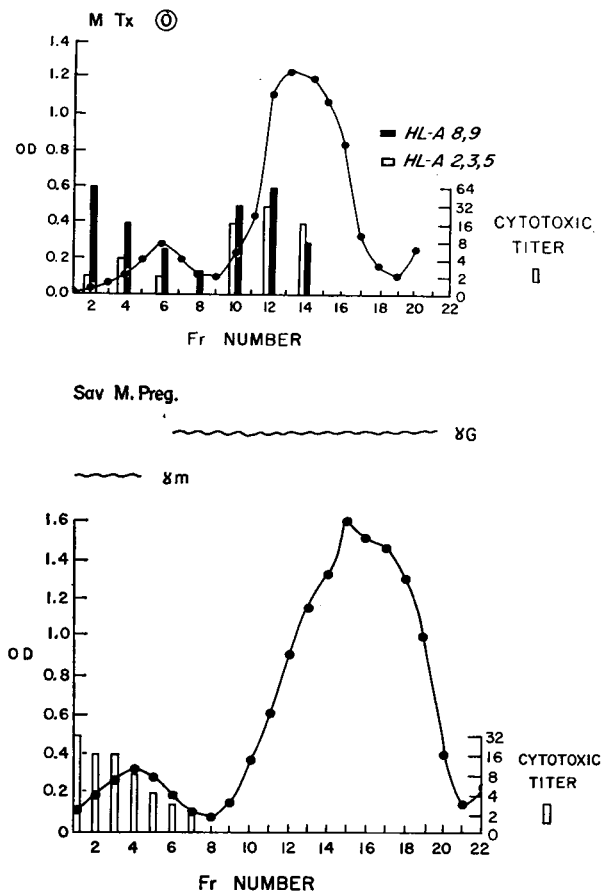 M Tx Ⓞ
1.4
1.2
1.0
OD 0.8
0.6
0.4
0.2
0.0
HL-A 8,9
HL-A 2,3,5
64
32
16
8
4
2
0
CYTOTOXIC
TITER
2 4 6 8 10 12 14 16 18 20 22
Fr NUMBER
Sav M. Preg.
γG
γm
1.6
1.4
1.2
1.0
OD 0.8
0.6
0.4
0.2
0
32
16
8
4
2
0
CYTOTOXIC
TITER
2 4 6 8 10 12 14 16 18 20 22
Fr NUMBER